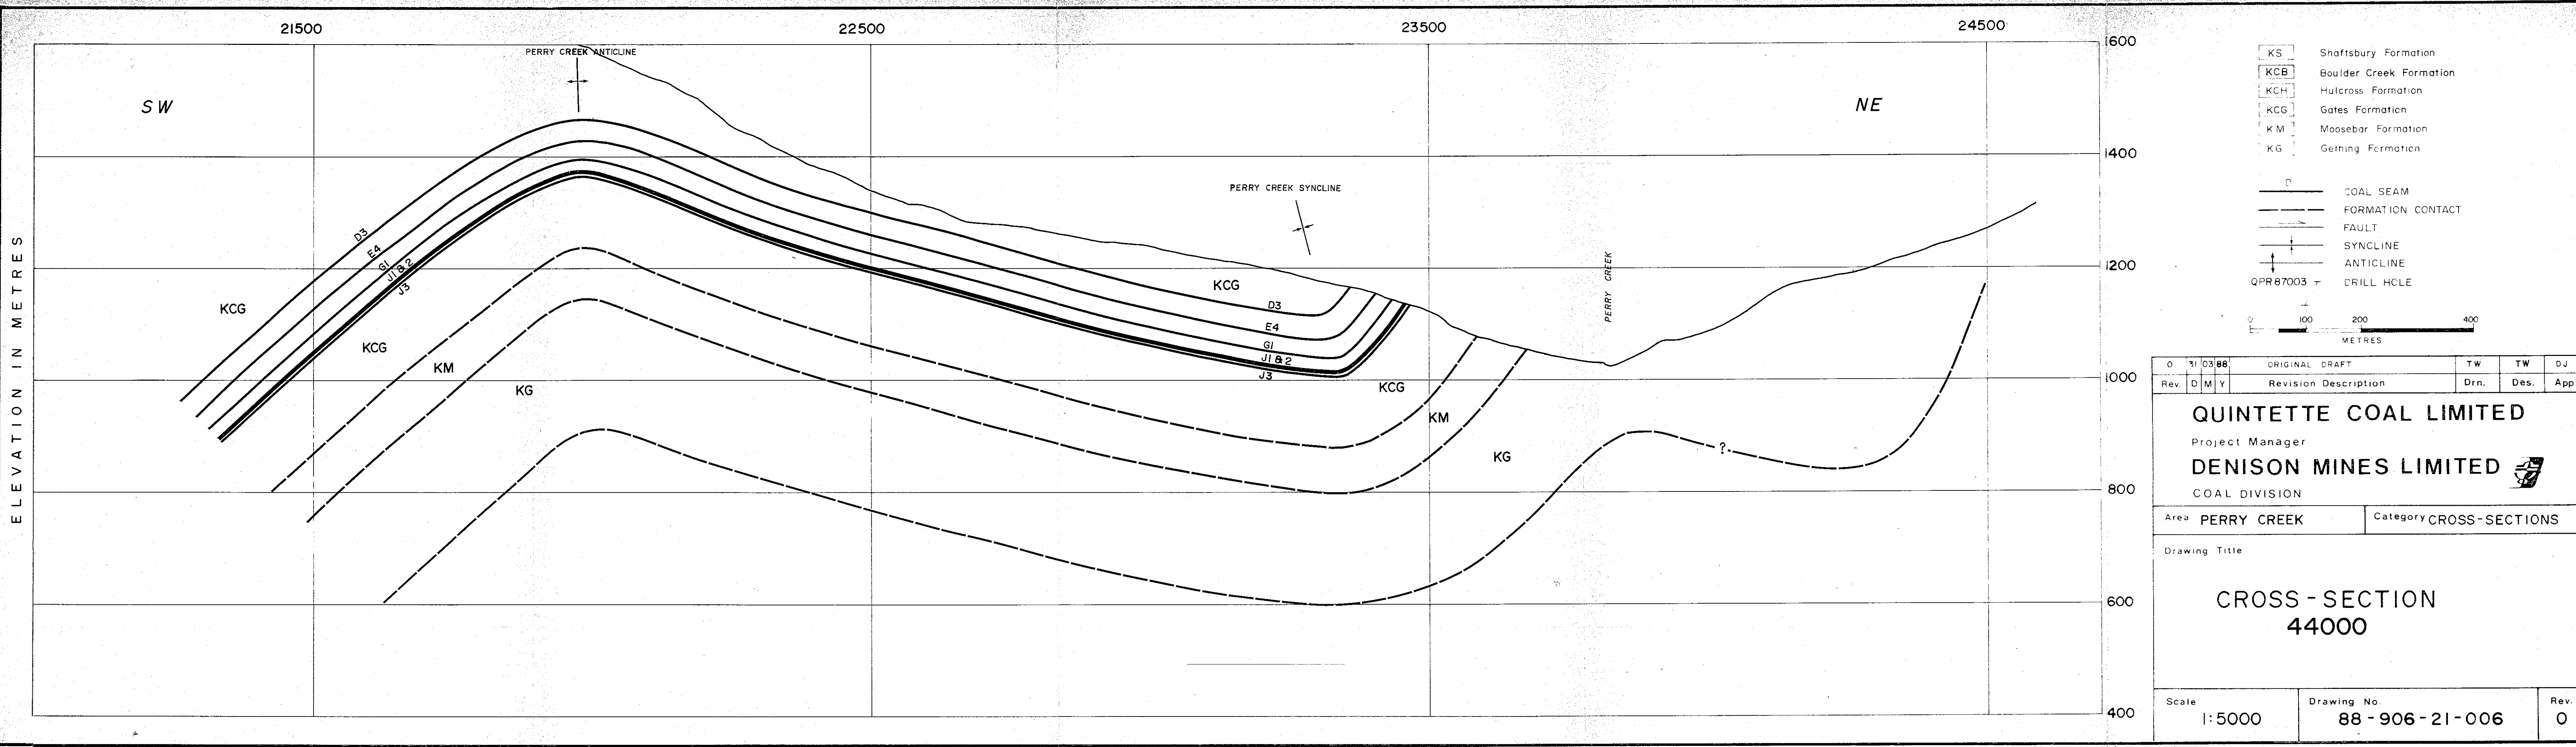 21500 22500 23500 24500
PERRY CREEK ANTICLINE
SW
NE
PERRY CREEK SYNCLINE
PERRY CREEK
ELEVATION IN METRES
1600
1400
1200
1000
800
600
400
D3
E4
G1
J1 & 2
J3
KCG
KCG
KM
KG
KCG
D3
E4
G1
J1 & 2
J3
KCG
KM
KG
?
KS Shaftsbury Formation
KCB Boulder Creek Formation
KCH Hulcross Formation
KCG Gates Formation
KM Moosebar Formation
KG Gething Formation
D
COAL SEAM
FORMATION CONTACT
FAULT
SYNCLINE
ANTICLINE
QPR87003 DRILL HOLE
0 100 200 400
METRES
0 31 03 88 ORIGINAL DRAFT TW TW DJ
Rev. D M Y Revision Description Drn. Des. App
QUINTETTE COAL LIMITED
Project Manager
DENISON MINES LIMITED
COAL DIVISION
Area PERRY CREEK Category CROSS-SECTIONS
Drawing Title
CROSS-SECTION
44000
Scale Drawing No. Rev.
1:5000 88-906-21-006 0